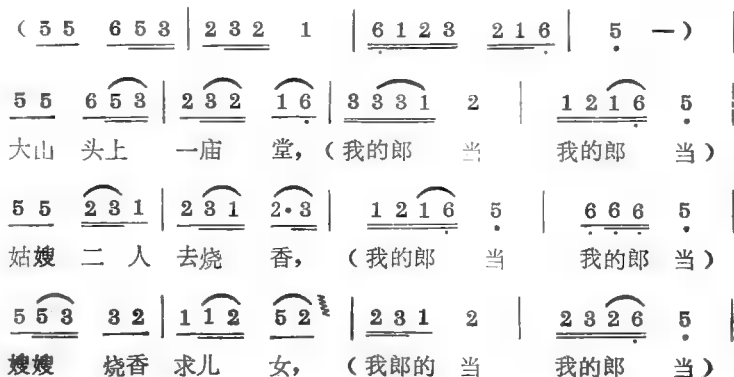 ( 5 5 6 5 3 | 2 3 2 1 | 6 1 2 3 2 1 6 | 5 — )
5 5 6 5 3 | 2 3 2 1 6 | 3 3 3 1 2 | 1 2 1 6 5
大山 头上 一庙 堂,(我的郎 当 我的郎 当)
5 5 2 3 1 | 2 3 1 2·3 | 1 2 1 6 5 | 6 6 6 5
姑嫂 二 人 去烧 香,(我的郎 当 我的郎 当)
5 5 3 3 2 | 1 1 2 5 2 | 2 3 1 2 | 2 3 2 6 5
嫂嫂 烧香 求儿 女,(我郎的 当 我的郎 当)